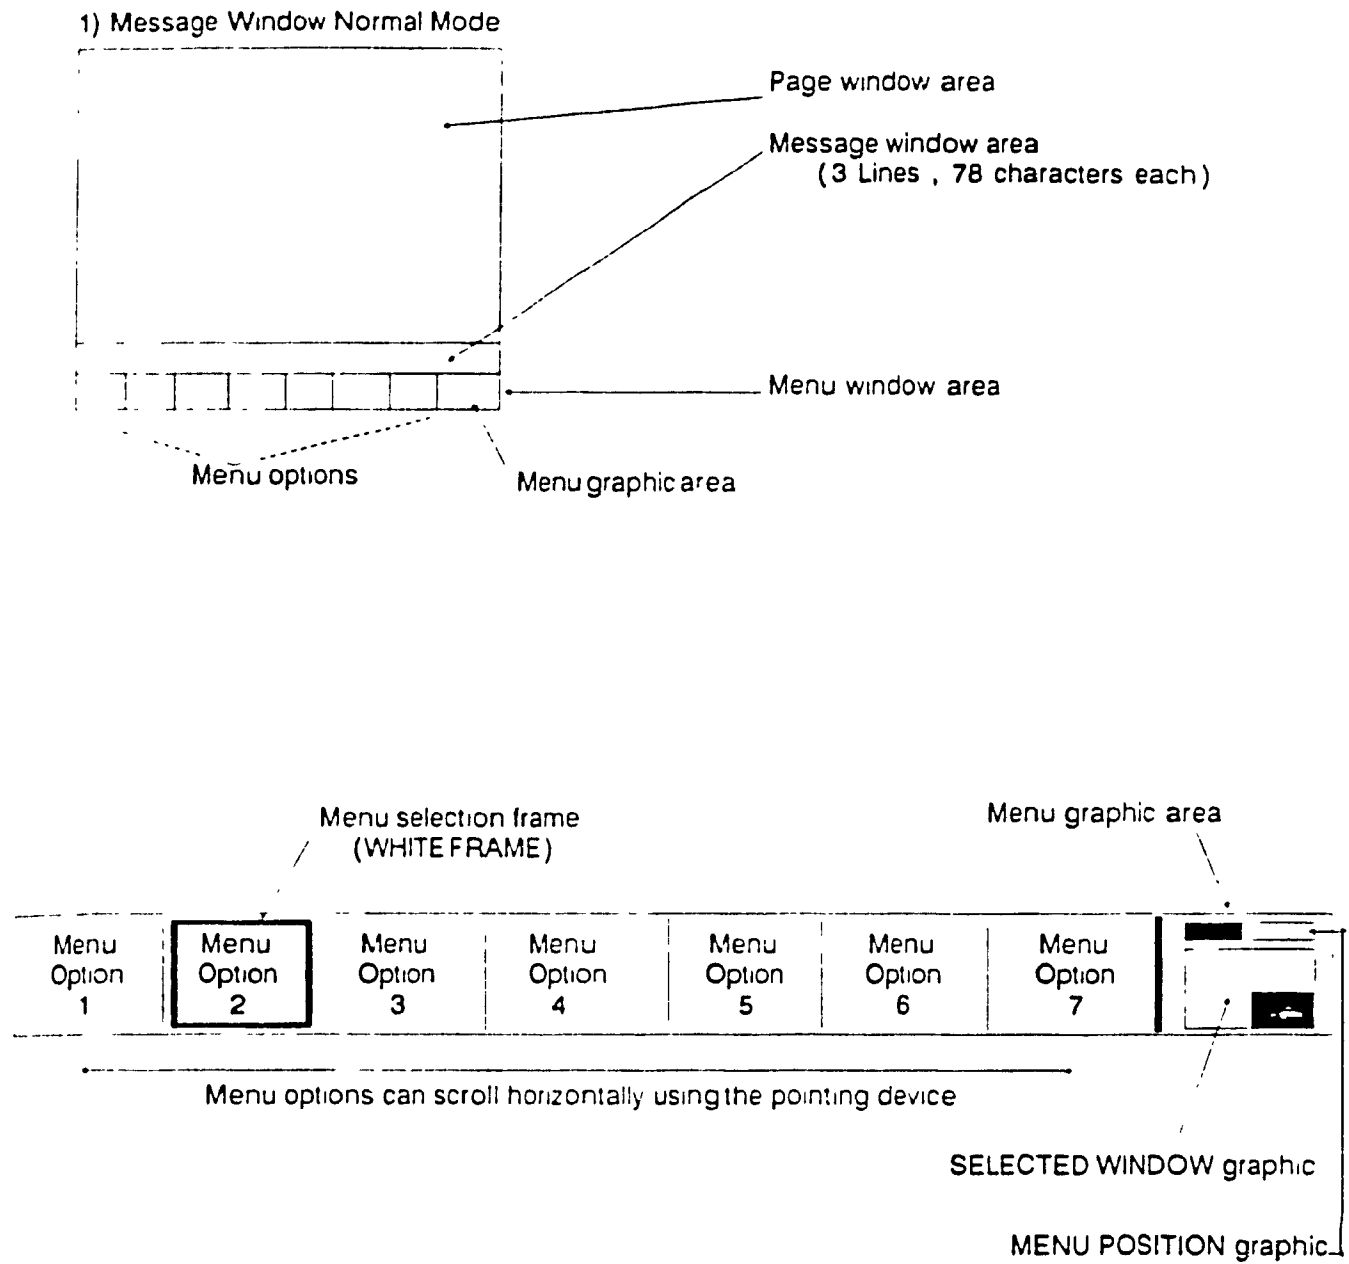 1) Message Window Normal Mode
Page window area
Message window area
(3 Lines , 78 characters each)
Menu window area
Menu options
Menu graphic area
Menu selection frame
(WHITE FRAME)
Menu graphic area
Menu
Option
1
Menu
Option
2
Menu
Option
3
Menu
Option
4
Menu
Option
5
Menu
Option
6
Menu
Option
7
Menu options can scroll horizontally using the pointing device
SELECTED WINDOW graphic
MENU POSITION graphic